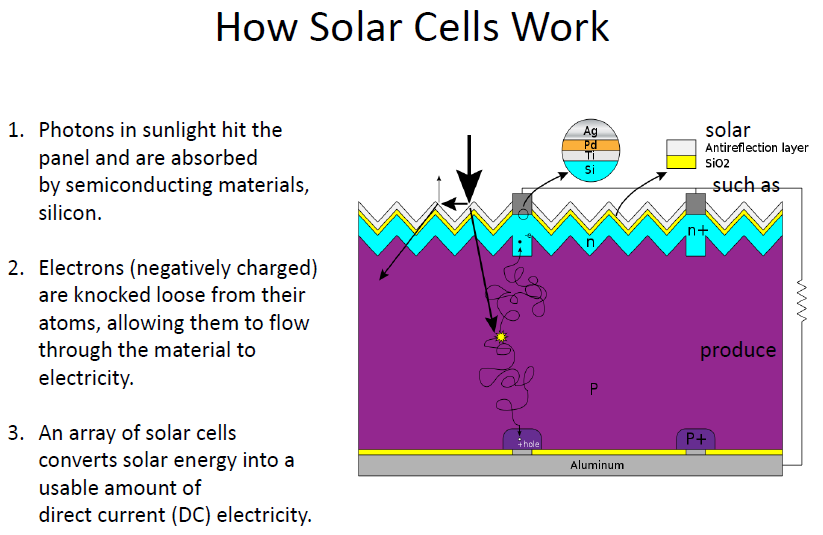 How Solar Cells Work
1. Photons in sunlight hit the
panel and are absorbed
by semiconducting materials,
silicon.
2. Electrons (negatively charged)
are knocked loose from their
atoms, allowing them to flow
through the material to
electricity.
3. An array of solar cells
converts solar energy into a
usable amount of
direct current (DC) electricity.
Ag
Pd
Ti
Si
solar
Antireflection layer
SiO2
such as
-e
n
n+
produce
P
+hole
P+
Aluminum